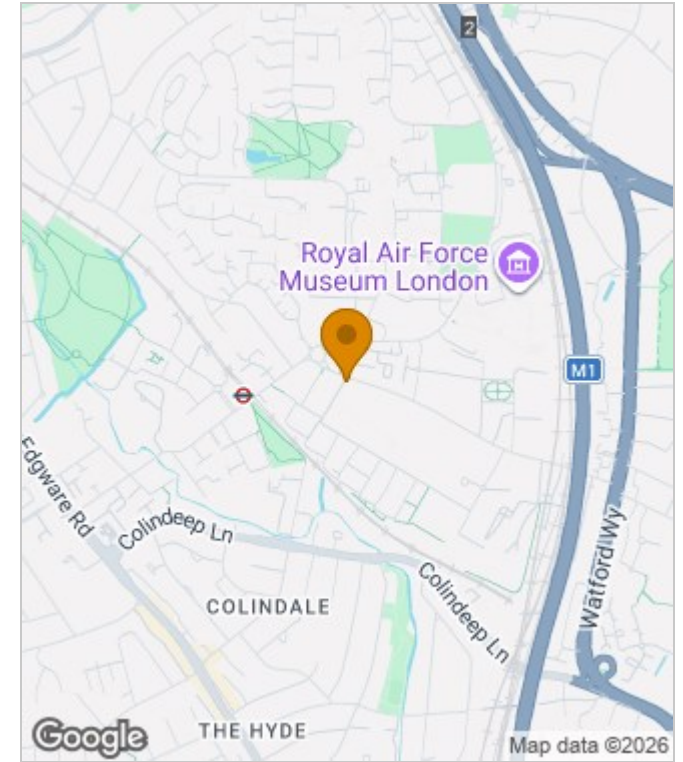 2
Royal Air Force
Museum London
M1
Edgware Rd
Colindeep Ln
Colindeep Ln
Watford Wy
COLINDALE
THE HYDE
Google
Map data ©2026